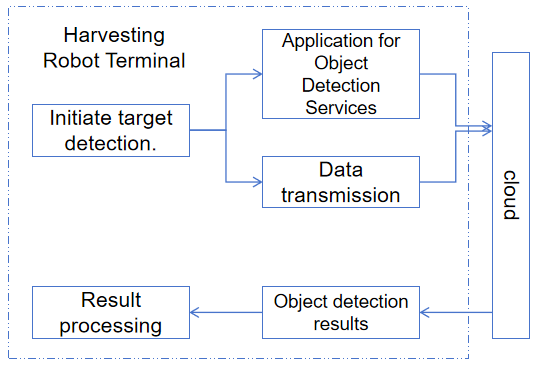 Harvesting
Robot Terminal
Application for
Object
Detection
Services
Initiate target
detection.
Data
transmission
cloud
Result
processing
Object detection
results